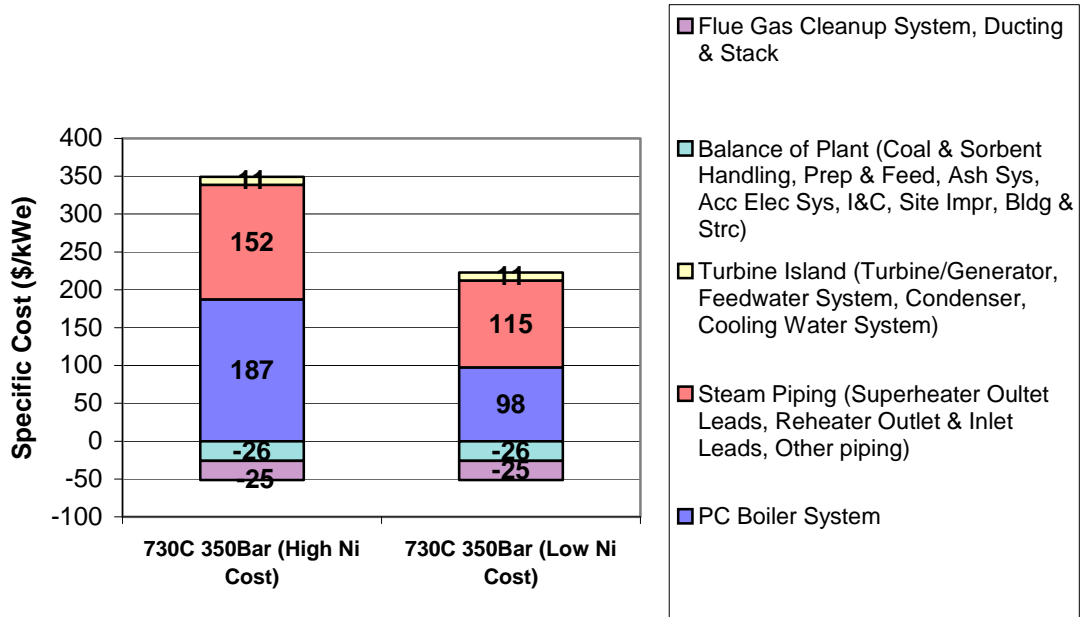 Flue Gas Cleanup System, Ducting
& Stack
Balance of Plant (Coal & Sorbent
Handling, Prep & Feed, Ash Sys,
Acc Elec Sys, I&C, Site Impr, Bldg &
Strc)
Turbine Island (Turbine/Generator,
Feedwater System, Condenser,
Cooling Water System)
Steam Piping (Superheater Oultet
Leads, Reheater Outlet & Inlet
Leads, Other piping)
PC Boiler System
Specific Cost ($/kWe)
400
350
300
250
200
150
100
50
0
-50
-100
11
152
187
-26
-25
11
115
98
-26
-25
730C 350Bar (High Ni
Cost)
730C 350Bar (Low Ni
Cost)